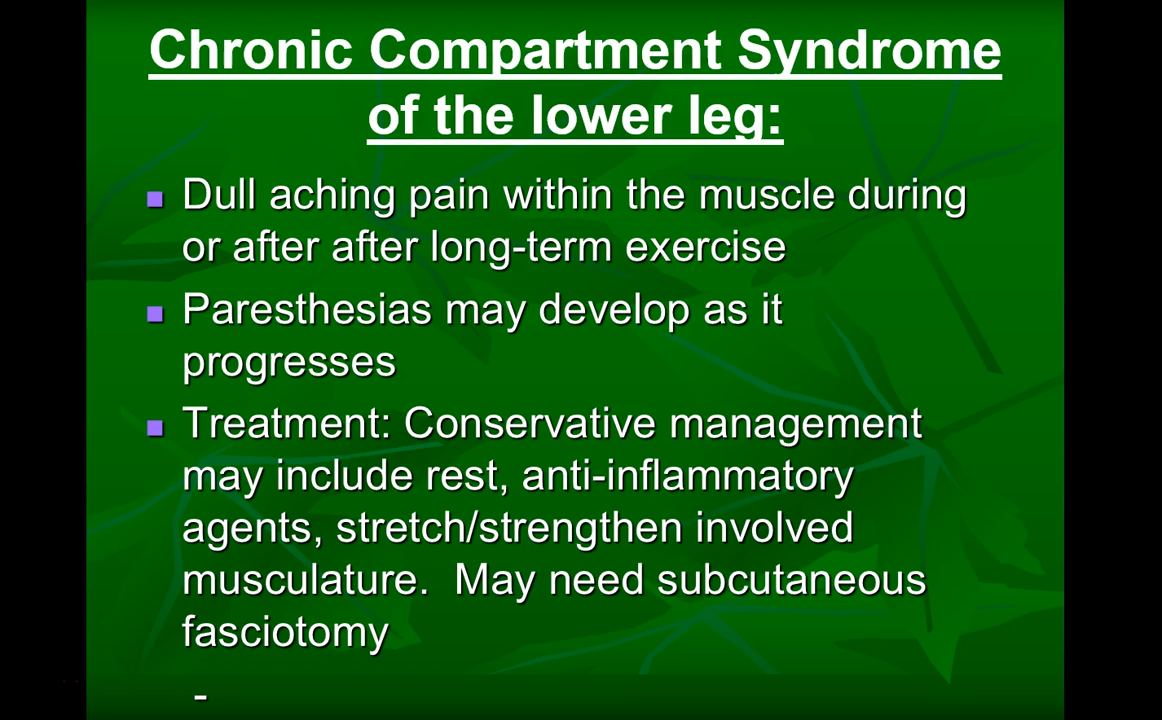 Chronic Compartment Syndrome
of the lower leg:
Dull aching pain within the muscle during
or after after long-term exercise
Paresthesias may develop as it
progresses
Treatment: Conservative management
may include rest, anti-inflammatory
agents, stretch/strengthen involved
musculature.  May need subcutaneous
fasciotomy
-